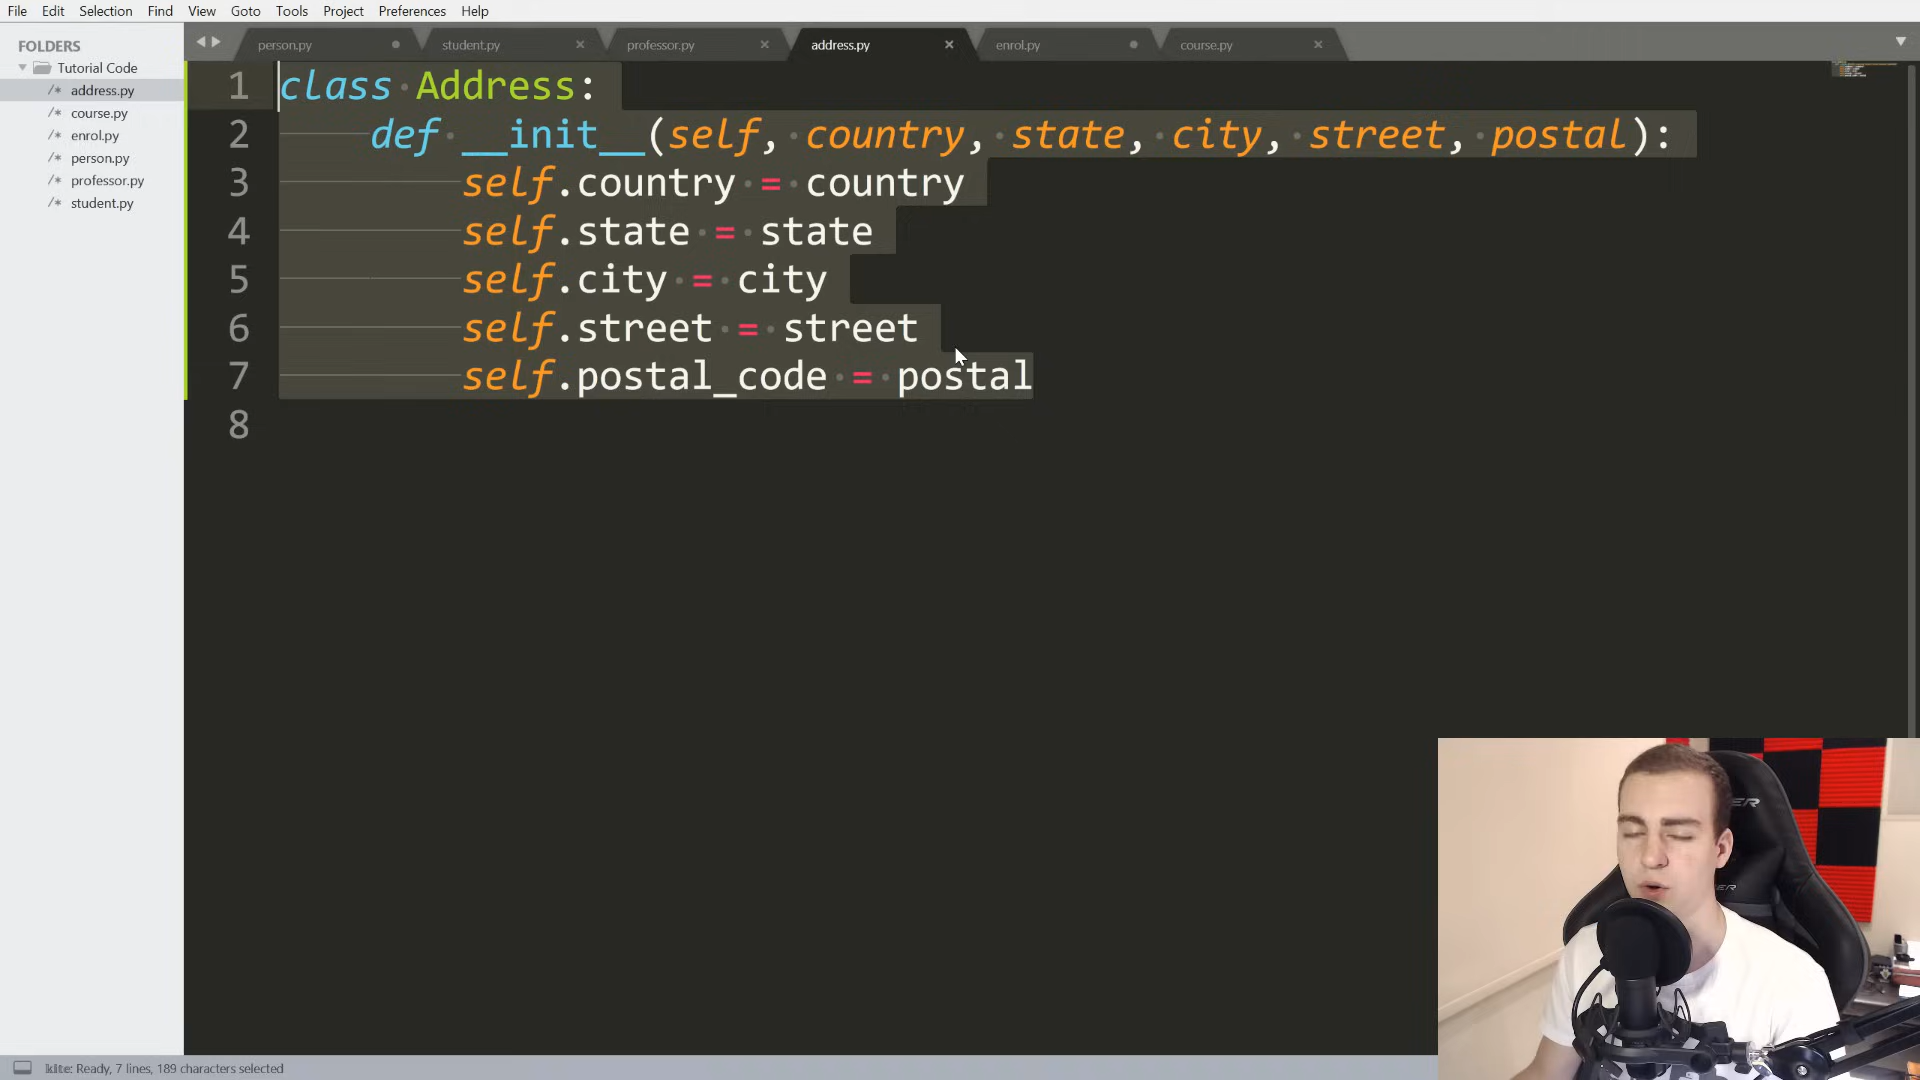 File Edit Selection Find View Goto Tools Project Preferences Help
FOLDERS
Tutorial Code
/* address.py
/* course.py
/* enrol.py
/* person.py
/* professor.py
/* student.py
person.py student.py professor.py address.py enrol.py course.py
1 class Address:
2 def __init__(self, country, state, city, street, postal):
3 self.country = country
4 self.state = state
5 self.city = city
6 self.street = street
7 self.postal_code = postal
8
kite: Ready, 7 lines, 189 characters selected